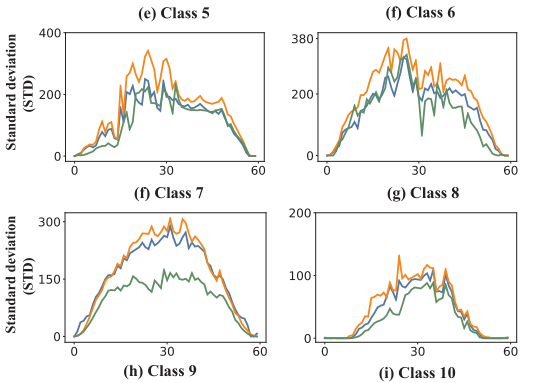 (e) Class 5
(f) Class 6
Standard deviation
(STD)
400
200
0
0
30
60
380
200
0
0
30
60
(f) Class 7
(g) Class 8
Standard deviation
(STD)
300
150
0
0
30
60
200
100
0
0
30
60
(h) Class 9
(i) Class 10